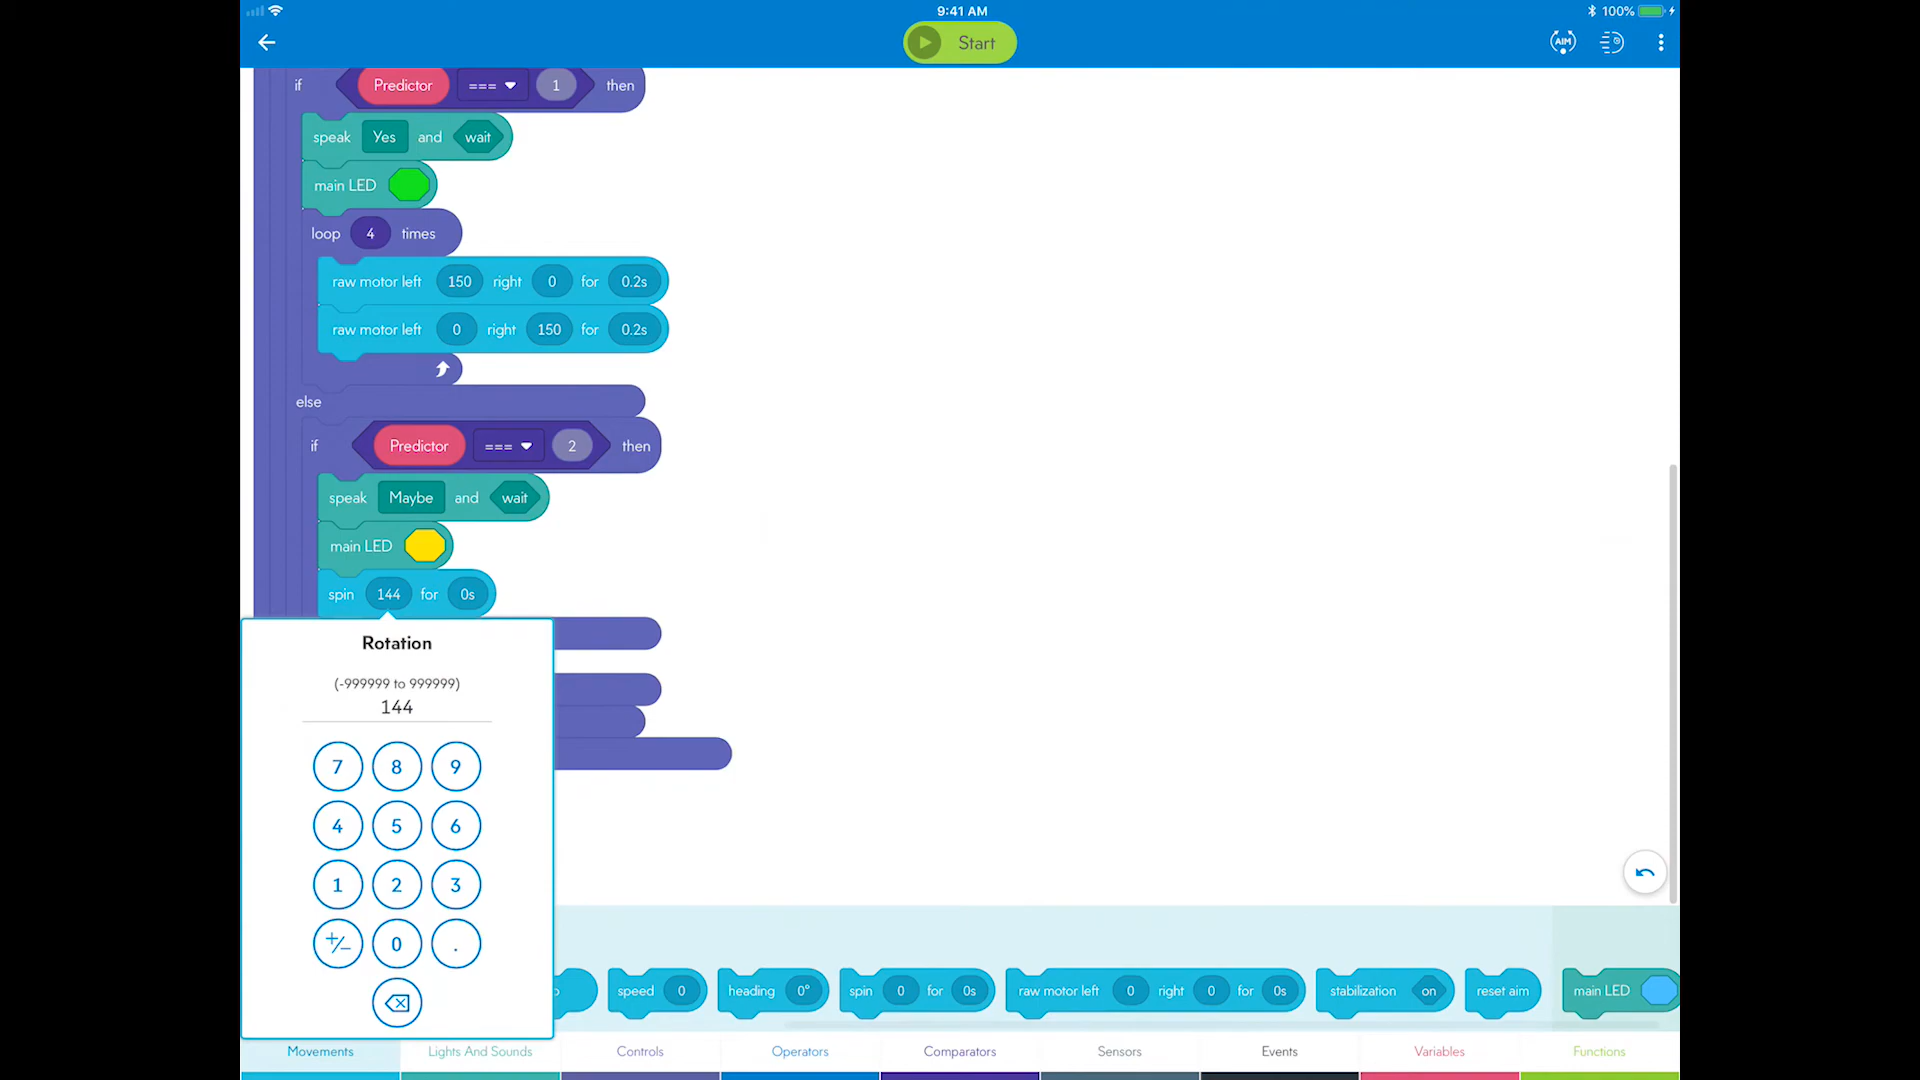 9:41 AM
100%
Start
AIM
if Predictor === 1 then
speak Yes and wait
main LED
loop 4 times
raw motor left 150 right 0 for 0.2s
raw motor left 0 right 150 for 0.2s
else
if Predictor === 2 then
speak Maybe and wait
main LED
spin 144 for 0s
Rotation
(-999999 to 999999)
144
7 8 9
4 5 6
1 2 3
+/- 0 .
speed 0 heading 0° spin 0 for 0s raw motor left 0 right 0 for 0s stabilization on reset aim main LED
Movements Lights And Sounds Controls Operators Comparators Sensors Events Variables Functions